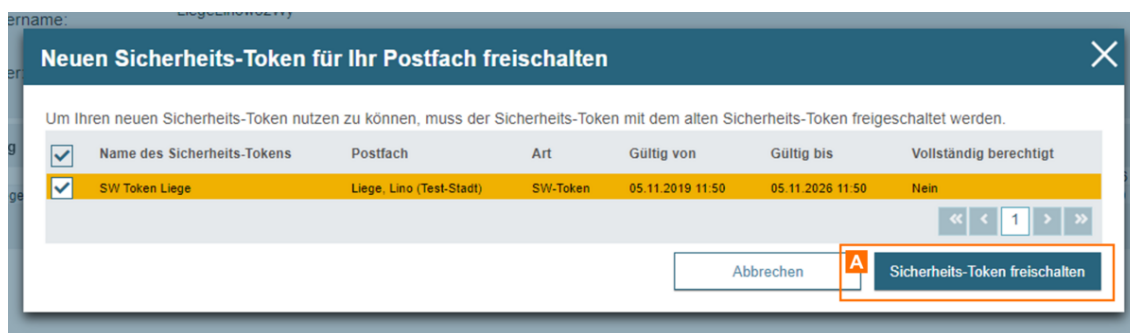 ername:
Neuen Sicherheits-Token für Ihr Postfach freischalten
Um Ihren neuen Sicherheits-Token nutzen zu können, muss der Sicherheits-Token mit dem alten Sicherheits-Token freigeschaltet werden.
Name des Sicherheits-Tokens Postfach Art Gültig von Gültig bis Vollständig berechtigt
SW Token Liege Liege, Lino (Test-Stadt) SW-Token 05.11.2019 11:50 05.11.2026 11:50 Nein
« < 1 > »
Abbrechen A Sicherheits-Token freischalten